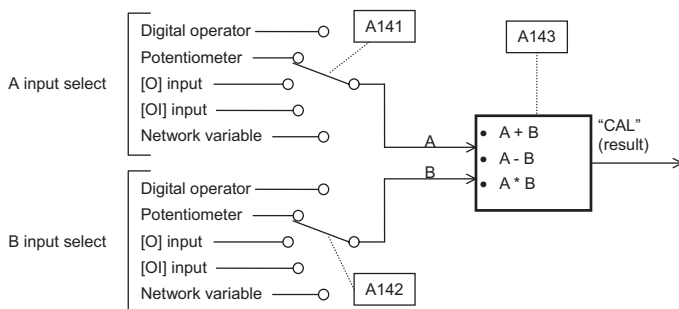 A input select
Digital operator
Potentiometer
[O] input
[OI] input
Network variable
A141
A143
A
B
• A + B
• A - B
• A * B
“CAL”
(result)
B input select
Digital operator
Potentiometer
[O] input
[OI] input
Network variable
A142